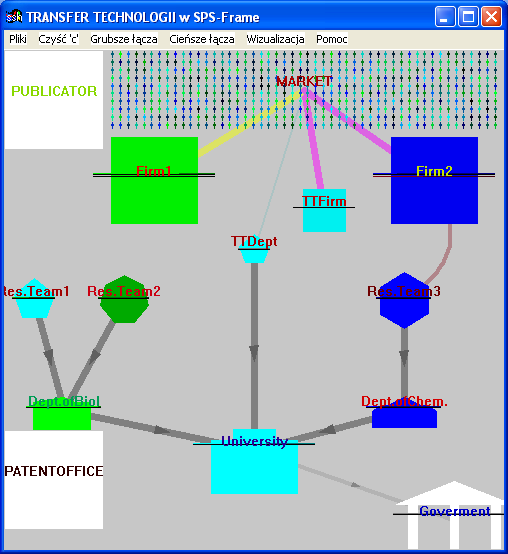 TRANSFER TECHNOLOGII w SPS-Frame
Pliki Czyść 'c' Grubsze łącza Cieńsze łącza Wizualizacja Pomoc
MARKET
PUBLICATOR
Firm1
Firm2
TTFirm
TTDept
Res.Team1
Res.Team2
Res.Team3
Dept.ofBiol
Dept.ofChem.
University
PATENTOFFICE
Goverment